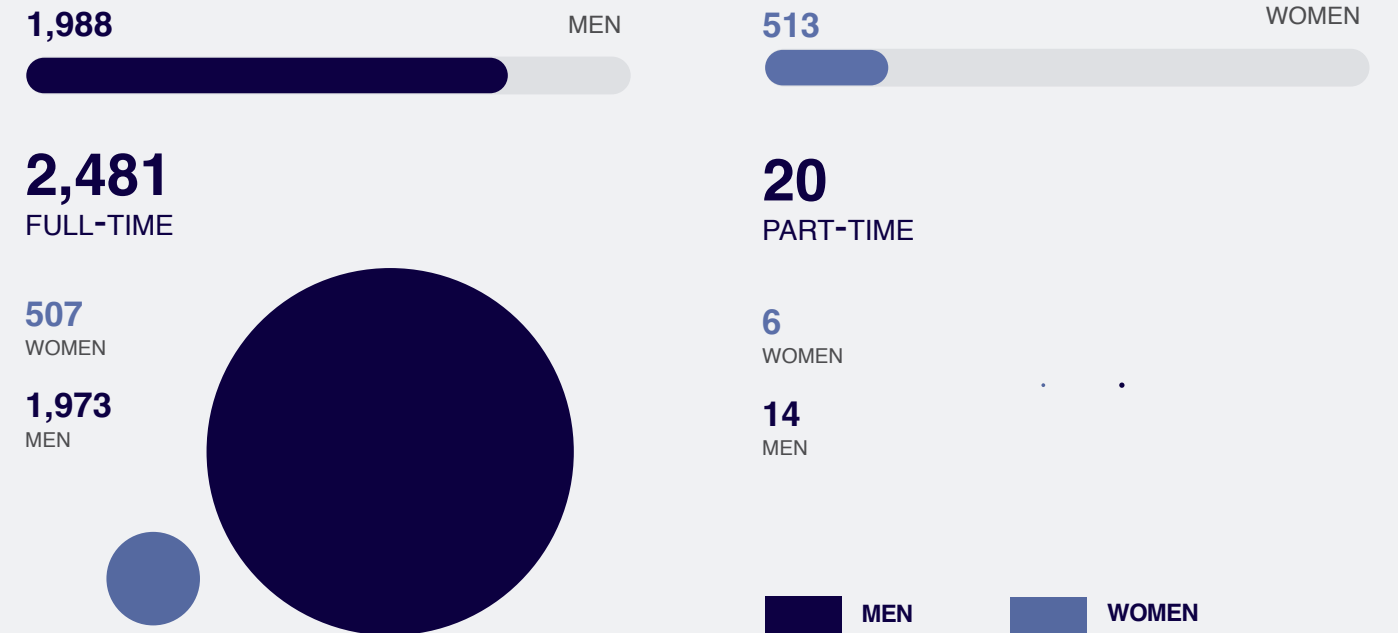 1,988
MEN
513
WOMEN
2,481
FULL-TIME
507
WOMEN
1,973
MEN
20
PART-TIME
6
WOMEN
14
MEN
MEN
WOMEN